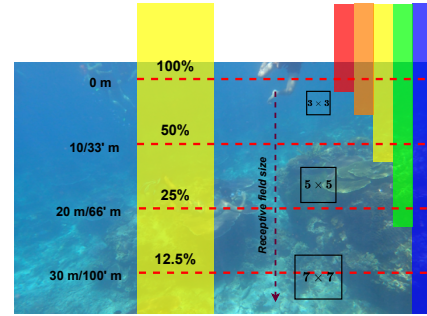 100%
0 m
3 × 3
50%
10/33' m
5 × 5
25%
20 m/66' m
Receptive field size
12.5%
30 m/100' m
7 × 7